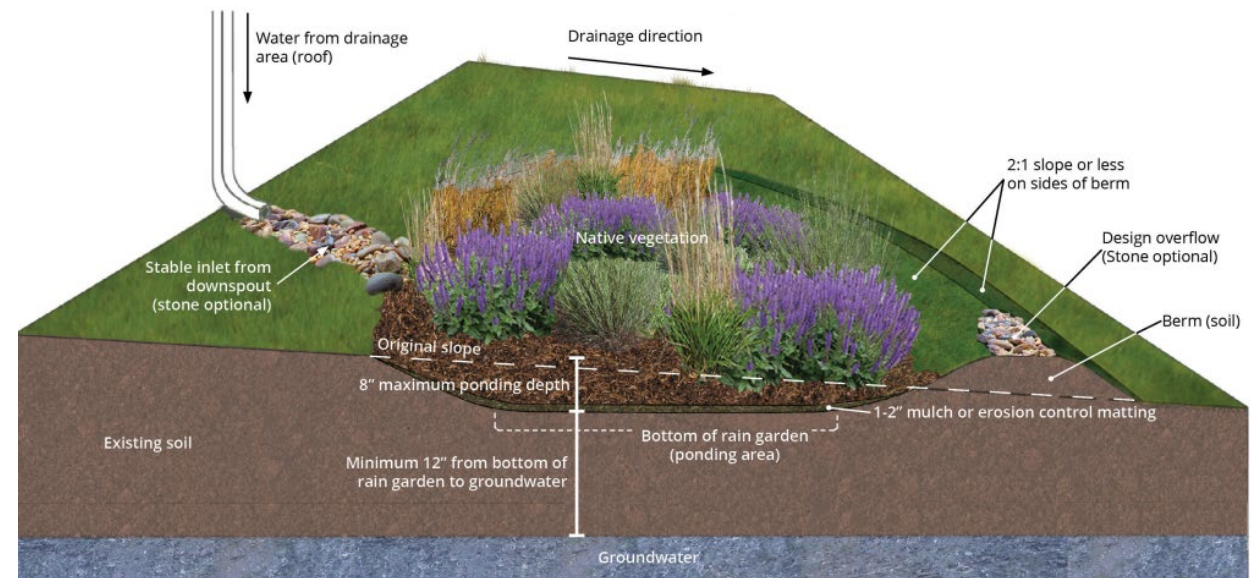 Water from drainage
area (roof)
Drainage direction
2:1 slope or less
on sides of berm
Native vegetation
Design overflow
(Stone optional)
Stable inlet from
downspout
(stone optional)
Berm (soil)
Original slope
8” maximum ponding depth
1-2” mulch or erosion control matting
Existing soil
Bottom of rain garden
(ponding area)
Minimum 12” from bottom of
rain garden to groundwater
Groundwater